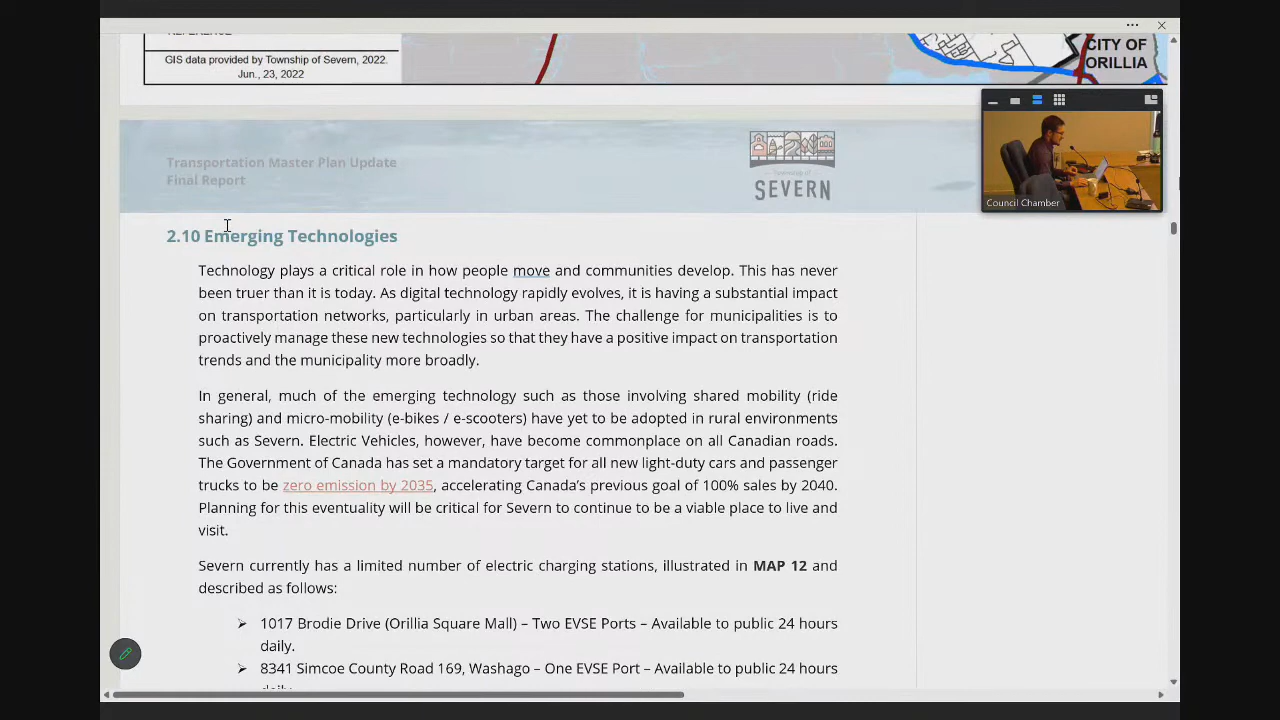 GIS data provided by Township of Severn, 2022.
Jun., 23, 2022
CITY OF
ORILLIA
Transportation Master Plan Update
Final Report
Township of
SEVERN
Council Chamber
2.10 Emerging Technologies
Technology plays a critical role in how people move and communities develop. This has never
been truer than it is today. As digital technology rapidly evolves, it is having a substantial impact
on transportation networks, particularly in urban areas. The challenge for municipalities is to
proactively manage these new technologies so that they have a positive impact on transportation
trends and the municipality more broadly.
In general, much of the emerging technology such as those involving shared mobility (ride
sharing) and micro-mobility (e-bikes / e-scooters) have yet to be adopted in rural environments
such as Severn. Electric Vehicles, however, have become commonplace on all Canadian roads.
The Government of Canada has set a mandatory target for all new light-duty cars and passenger
trucks to be zero emission by 2035, accelerating Canada's previous goal of 100% sales by 2040.
Planning for this eventuality will be critical for Severn to continue to be a viable place to live and
visit.
Severn currently has a limited number of electric charging stations, illustrated in MAP 12 and
described as follows:
➢ 1017 Brodie Drive (Orillia Square Mall) – Two EVSE Ports – Available to public 24 hours
daily.
➢ 8341 Simcoe County Road 169, Washago – One EVSE Port – Available to public 24 hours